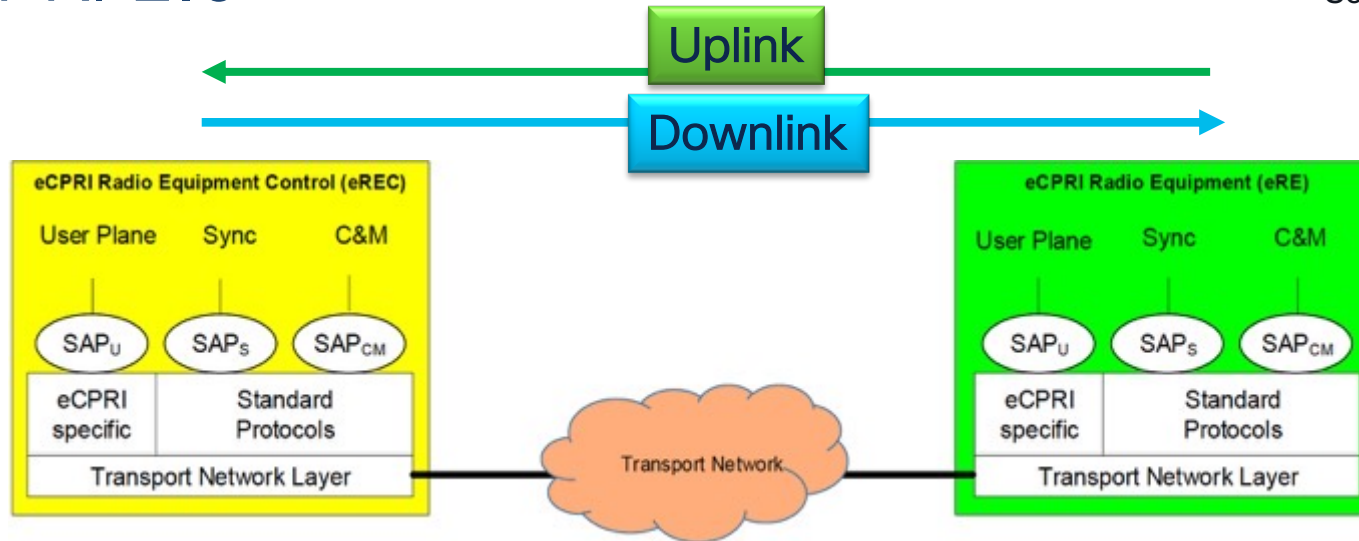 Uplink
Downlink
eCPRI Radio Equipment Control (eREC)
User Plane Sync C&M
SAPU SAPS SAPCM
eCPRI specific
Standard Protocols
Transport Network Layer
Transport Network
eCPRI Radio Equipment (eRE)
User Plane Sync C&M
SAPU SAPS SAPCM
eCPRI specific
Standard Protocols
Transport Network Layer